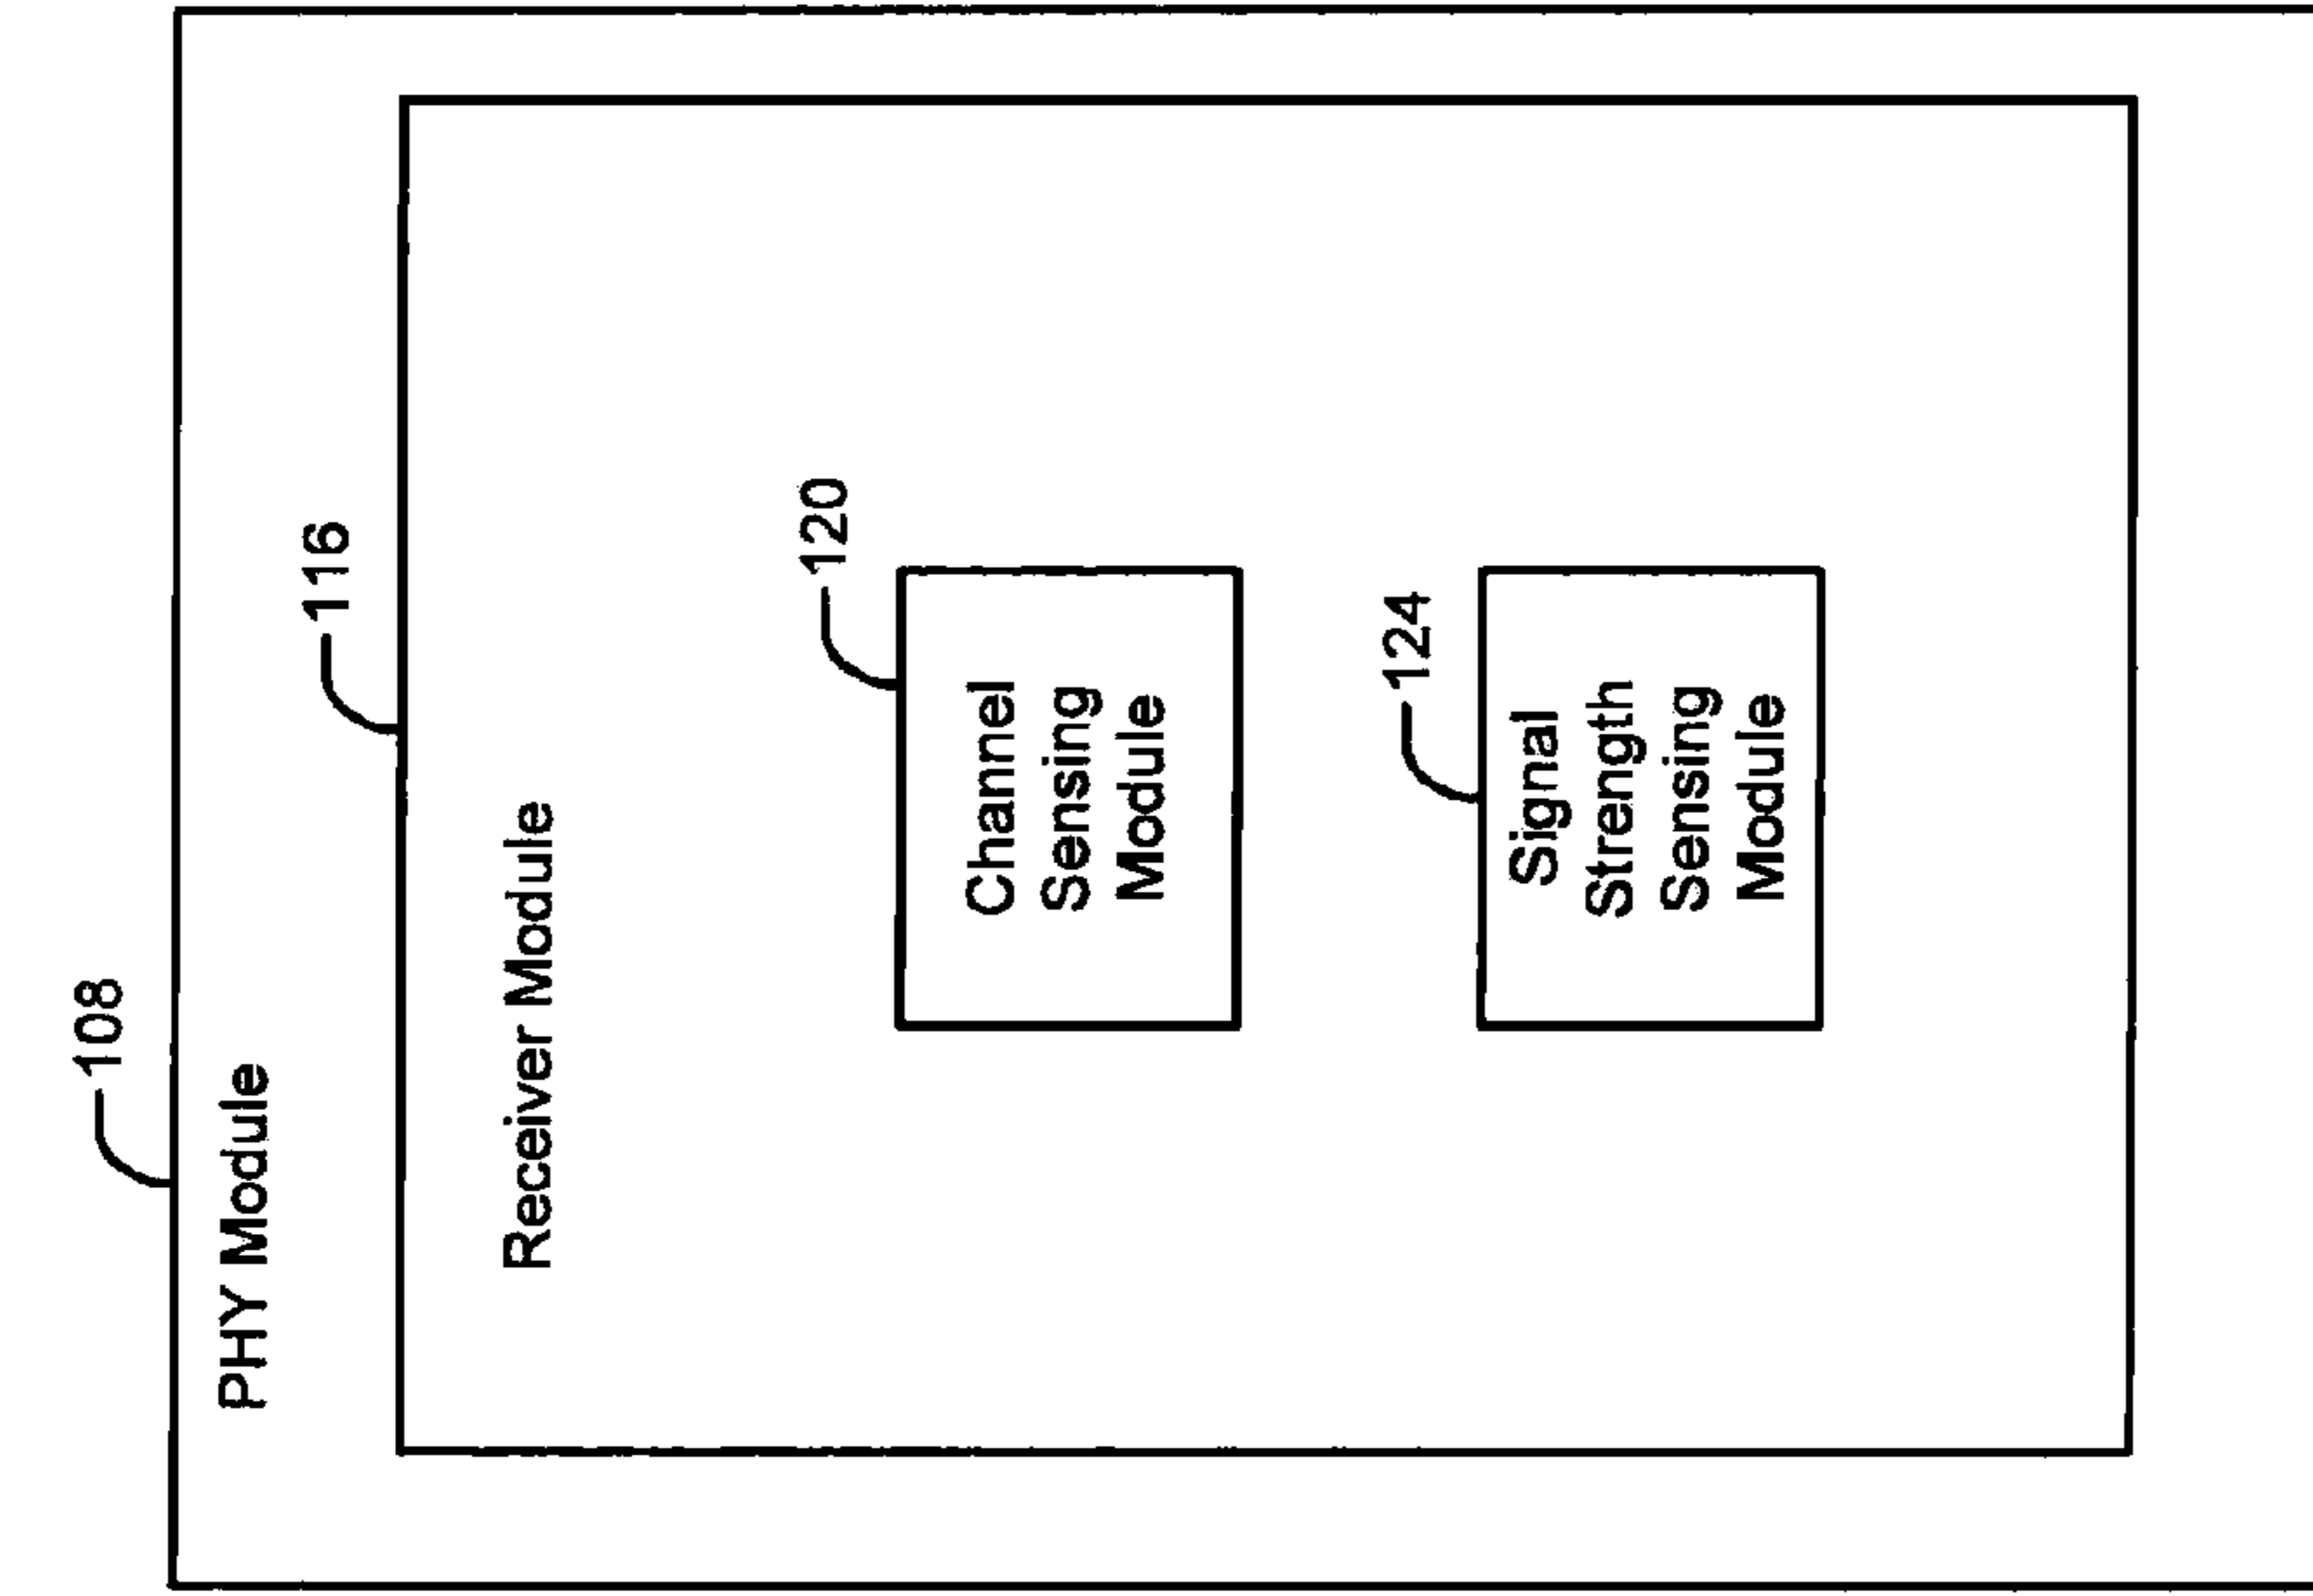 108
PHY Module
116
Receiver Module
120
Channel
Sensing
Module
124
Signal
Strength
Sensing
Module